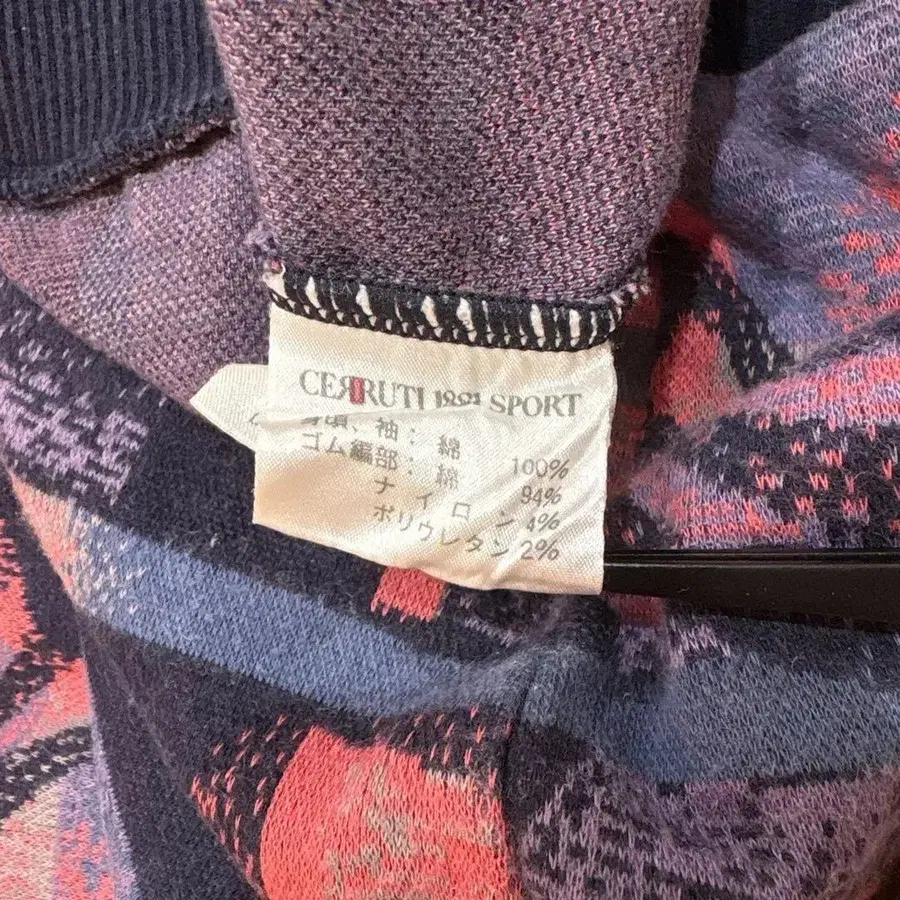 CERRUTI 1881 SPORT
身頃、袖： 綿 100%
ゴム編部： 綿 94%
ナイロン 4%
ポリウレタン 2%